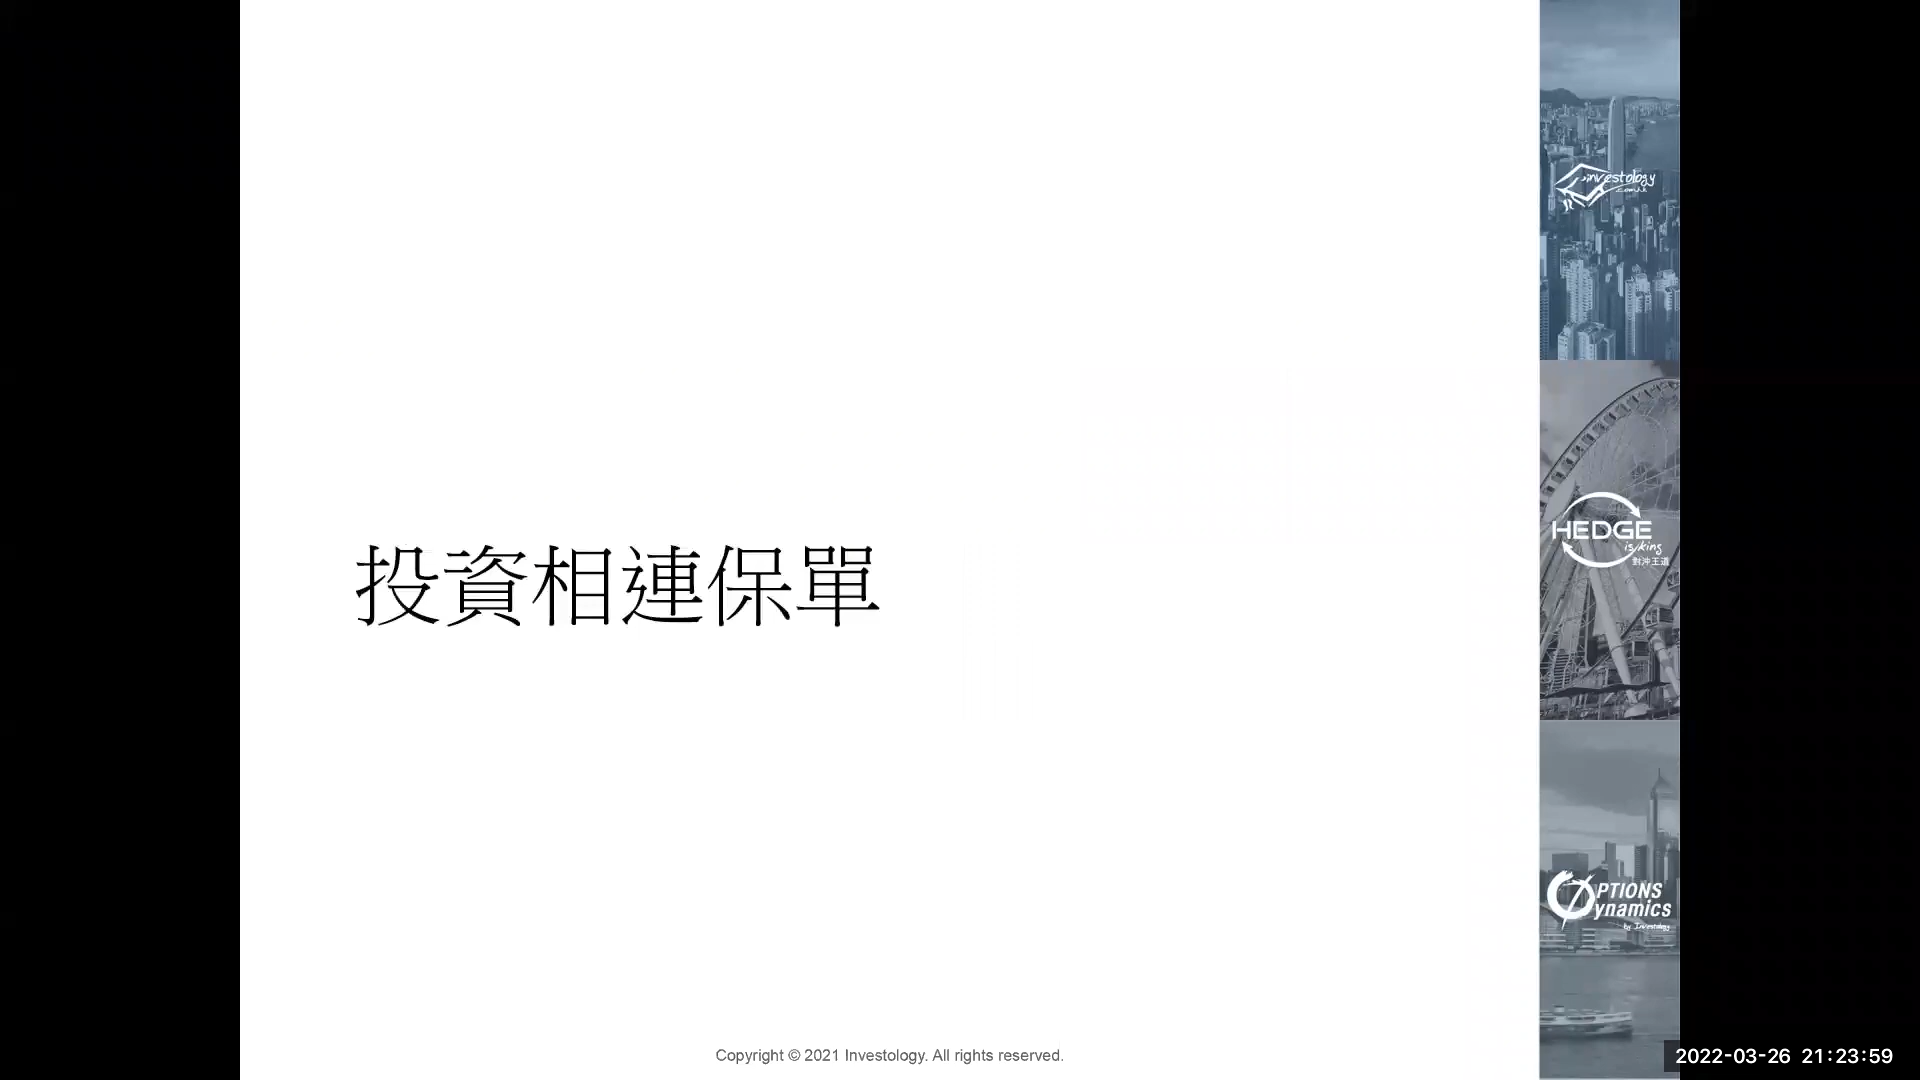 investology
.com.hk
HEDGE
is king
對沖王道
投資相連保單
OPTIONS
Dynamics
by Investology
Copyright © 2021 Investology. All rights reserved.
2022-03-26 21:23:59